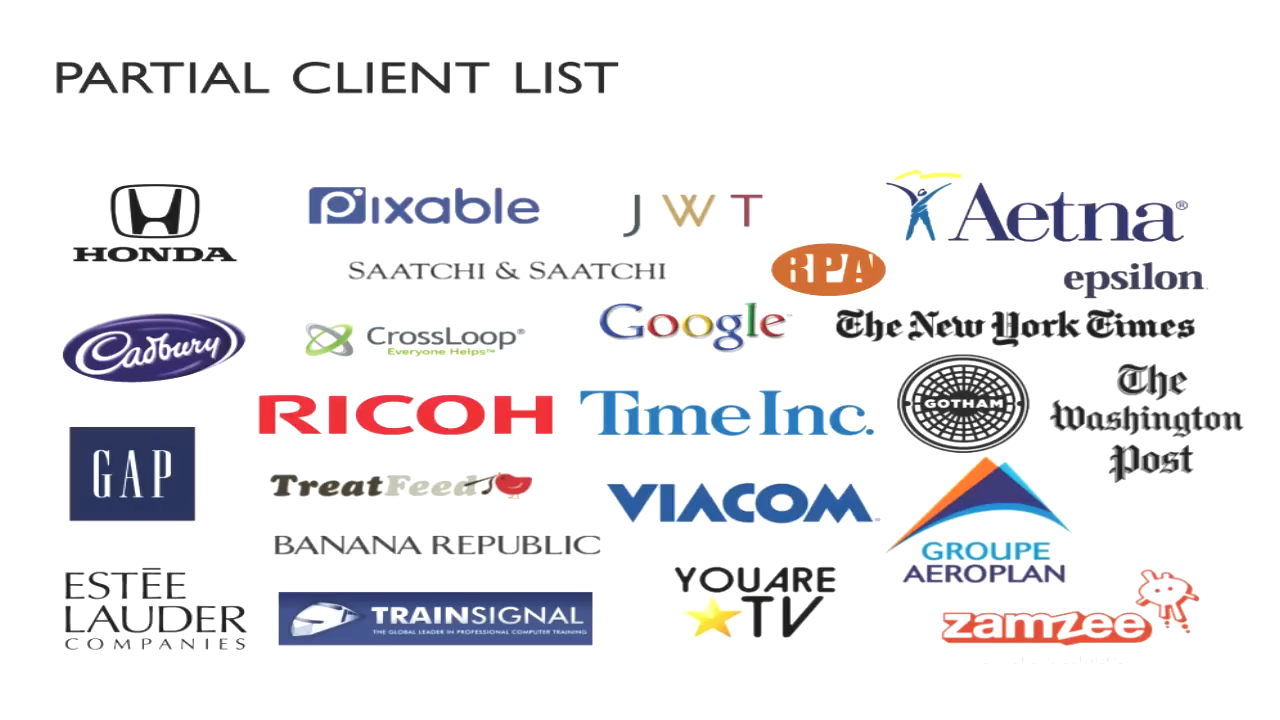 PARTIAL CLIENT LIST
HONDA
Pixable
JWT
Aetna®
SAATCHI & SAATCHI
RPA
epsilon
Cadbury
CrossLoop®
Everyone Helps™
Google™
The New York Times
RICOH
Time Inc.
GOTHAM
The
Washington
Post
GAP
TreatFeed
VIACOM
GROUPE
AEROPLAN
BANANA REPUBLIC
ESTĒE
LAUDER
COMPANIES
TRAINSIGNAL
THE GLOBAL LEADER IN PROFESSIONAL COMPUTER TRAINING
YOUARE
TV
zamzee